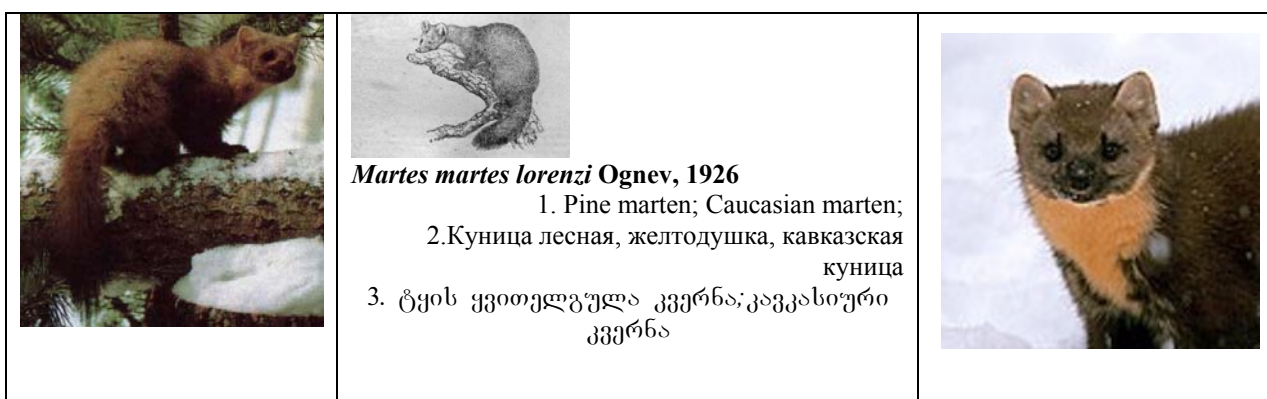 Martes martes lorenzi Ognev, 1926
1. Pine marten; Caucasian marten;
2.Куница лесная, желтодушка, кавказская
куница
3. ტყის ყვითელგულა კვერნა;კავკასიური
კვერნა